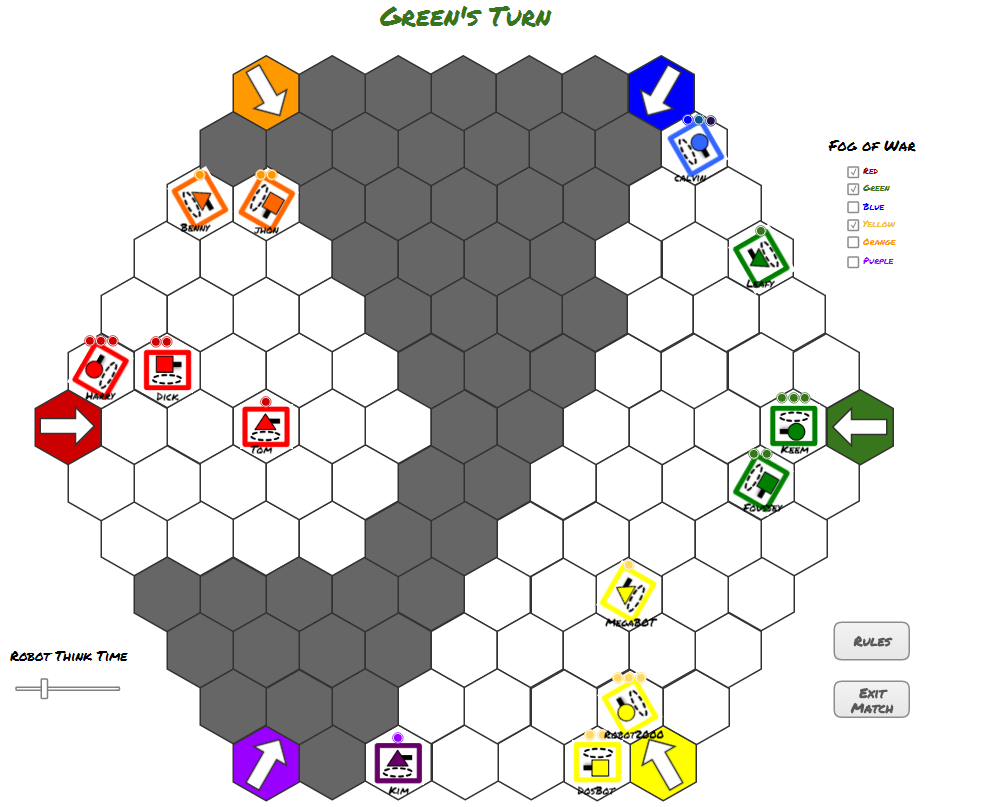 Green's Turn
Calvin
Fog of War
Red
Green
Blue
Yellow
Orange
Purple
Benny
Jhon
Leafy
Harry
Dick
Tom
Keem
Foussey
MegaBOT
Rules
Robot Think Time
Exit
Match
Robot2000
Kim
DosBot